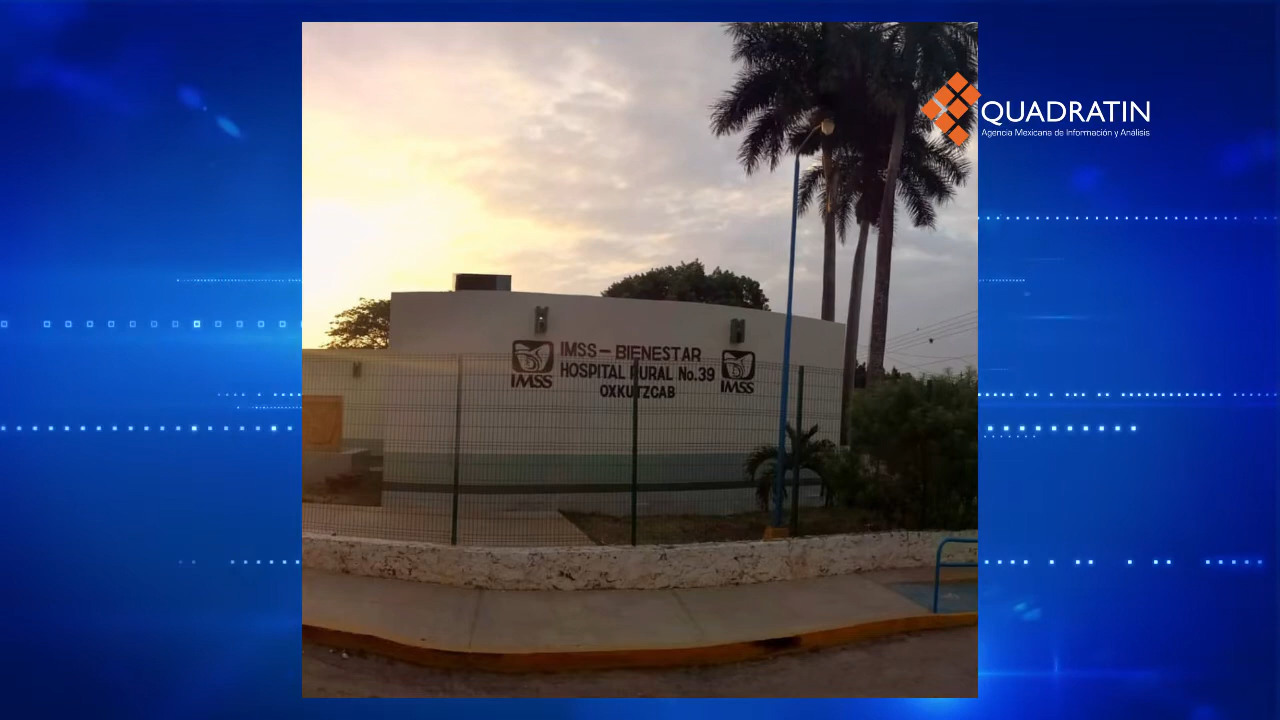 QUADRATIN
Agencia Mexicana de Información y Análisis
IMSS – BIENESTAR
HOSPITAL RURAL No.39
OXKUTZCAB
IMSS
IMSS